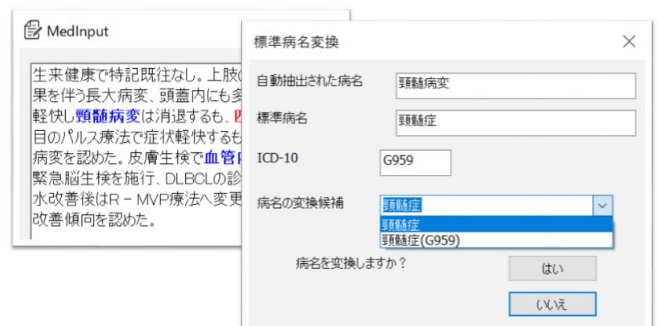 MedInput
生来健康で特記既往なし。上肢
果を伴う長大病変、頭蓋内にも多
軽快し頸髄病変は消退するも、
目のパルス療法で症状軽快するも
病変を認めた。皮膚生検で血管
緊急脳生検を施行、DLBCLの診
水改善後はR－MVP療法へ変更
改善傾向を認めた。
標準病名変換
自動抽出された病名
頸髄病変
標準病名
頸髄症
ICD-10
G959
病名の変換候補
頸髄症
頸髄症
頸髄症(G959)
病名を変換しますか？
はい
いいえ